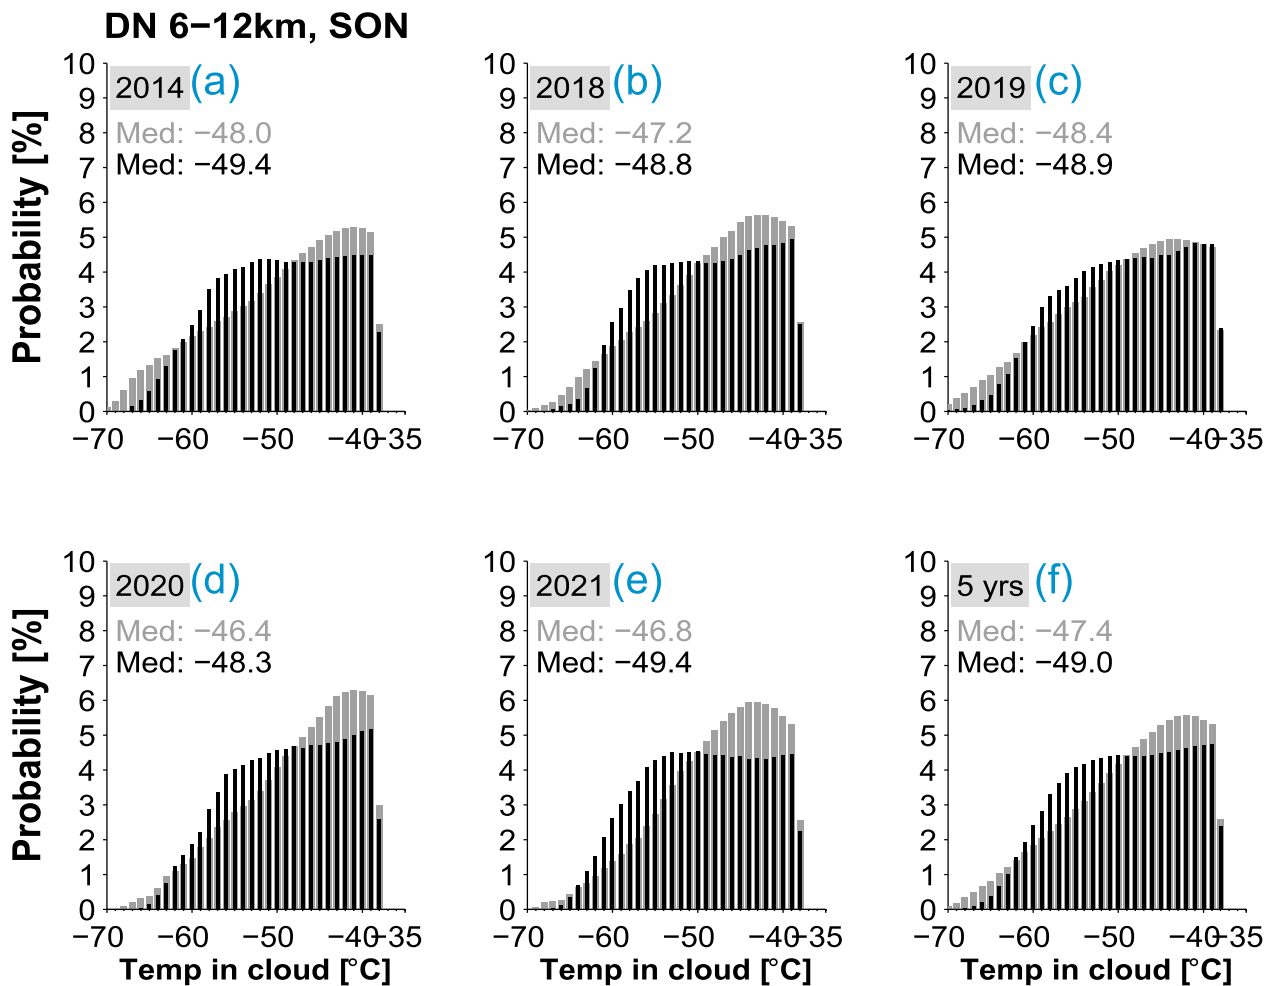 DN 6−12km, SON
Probability [%]
10
9
8
7
6
5
4
3
2
1
0
2014 (a)
Med: −48.0
Med: −49.4
−70 −60 −50 −40 −35
10
9
8
7
6
5
4
3
2
1
0
2018 (b)
Med: −47.2
Med: −48.8
−70 −60 −50 −40 −35
10
9
8
7
6
5
4
3
2
1
0
2019 (c)
Med: −48.4
Med: −48.9
−70 −60 −50 −40 −35
Probability [%]
10
9
8
7
6
5
4
3
2
1
0
2020 (d)
Med: −46.4
Med: −48.3
−70 −60 −50 −40 −35
Temp in cloud [°C]
10
9
8
7
6
5
4
3
2
1
0
2021 (e)
Med: −46.8
Med: −49.4
−70 −60 −50 −40 −35
Temp in cloud [°C]
10
9
8
7
6
5
4
3
2
1
0
5 yrs (f)
Med: −47.4
Med: −49.0
−70 −60 −50 −40 −35
Temp in cloud [°C]